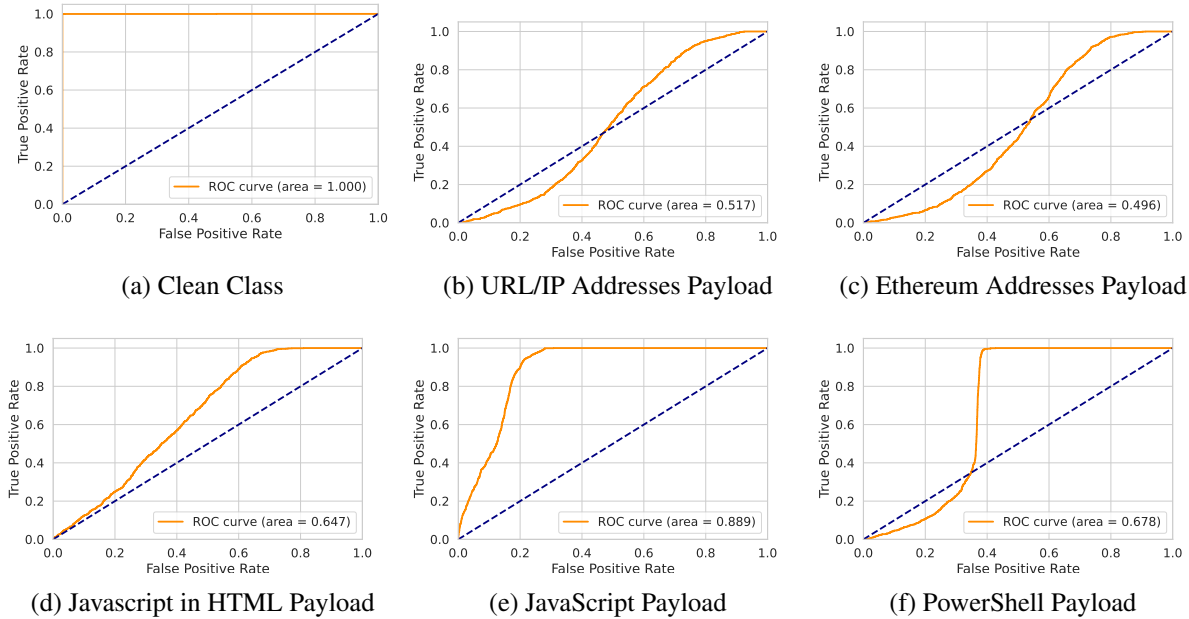 1.0
0.8
0.6
0.4
0.2
0.0
True Positive Rate
0.0 0.2 0.4 0.6 0.8 1.0
False Positive Rate
ROC curve (area = 1.000)
(a) Clean Class
1.0
0.8
0.6
0.4
0.2
0.0
True Positive Rate
0.0 0.2 0.4 0.6 0.8 1.0
False Positive Rate
ROC curve (area = 0.517)
(b) URL/IP Addresses Payload
1.0
0.8
0.6
0.4
0.2
0.0
True Positive Rate
0.0 0.2 0.4 0.6 0.8 1.0
False Positive Rate
ROC curve (area = 0.496)
(c) Ethereum Addresses Payload
1.0
0.8
0.6
0.4
0.2
0.0
True Positive Rate
0.0 0.2 0.4 0.6 0.8 1.0
False Positive Rate
ROC curve (area = 0.647)
(d) Javascript in HTML Payload
1.0
0.8
0.6
0.4
0.2
0.0
True Positive Rate
0.0 0.2 0.4 0.6 0.8 1.0
False Positive Rate
ROC curve (area = 0.889)
(e) JavaScript Payload
1.0
0.8
0.6
0.4
0.2
0.0
True Positive Rate
0.0 0.2 0.4 0.6 0.8 1.0
False Positive Rate
ROC curve (area = 0.678)
(f) PowerShell Payload